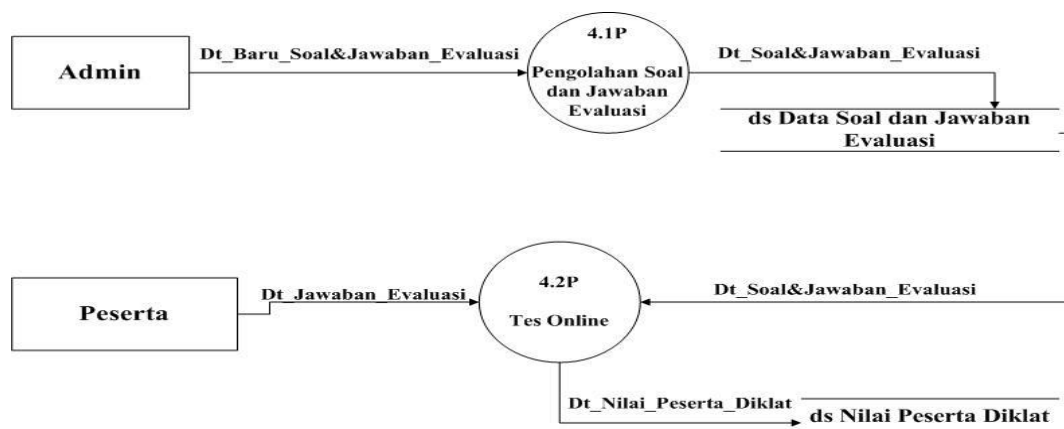 4.1P
Dt_Baru_Soal&Jawaban_Evaluasi
Dt_Soal&Jawaban_Evaluasi
Admin
Pengolahan Soal
dan Jawaban
Evaluasi
ds Data Soal dan Jawaban
Evaluasi
4.2P
Dt_Jawaban_Evaluasi
Dt_Soal&Jawaban_Evaluasi
Peserta
Tes Online
Dt_Nilai_Peserta_Diklat
ds Nilai Peserta Diklat